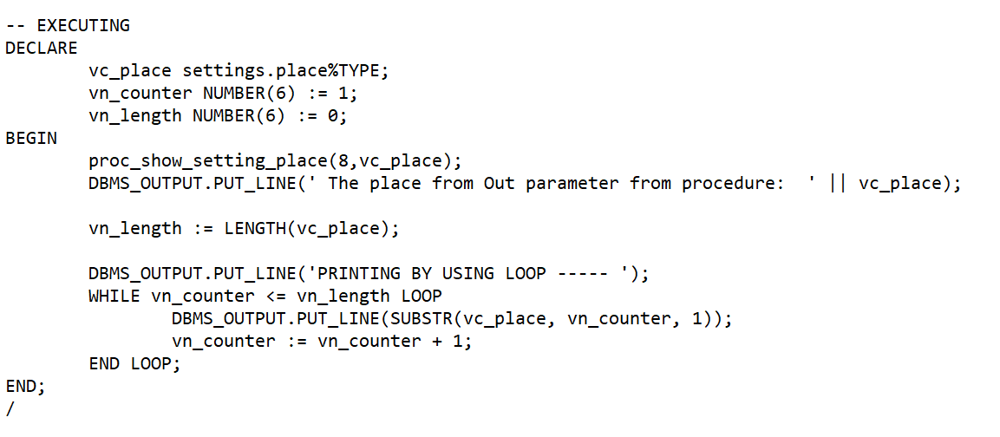 -- EXECUTING
DECLARE
        vc_place settings.place%TYPE;
        vn_counter NUMBER(6) := 1;
        vn_length NUMBER(6) := 0;
BEGIN
        proc_show_setting_place(8,vc_place);
        DBMS_OUTPUT.PUT_LINE(' The place from Out parameter from procedure:  ' || vc_place);

        vn_length := LENGTH(vc_place);

        DBMS_OUTPUT.PUT_LINE('PRINTING BY USING LOOP ----- ');
        WHILE vn_counter <= vn_length LOOP
                DBMS_OUTPUT.PUT_LINE(SUBSTR(vc_place, vn_counter, 1));
                vn_counter := vn_counter + 1;
        END LOOP;
END;
/